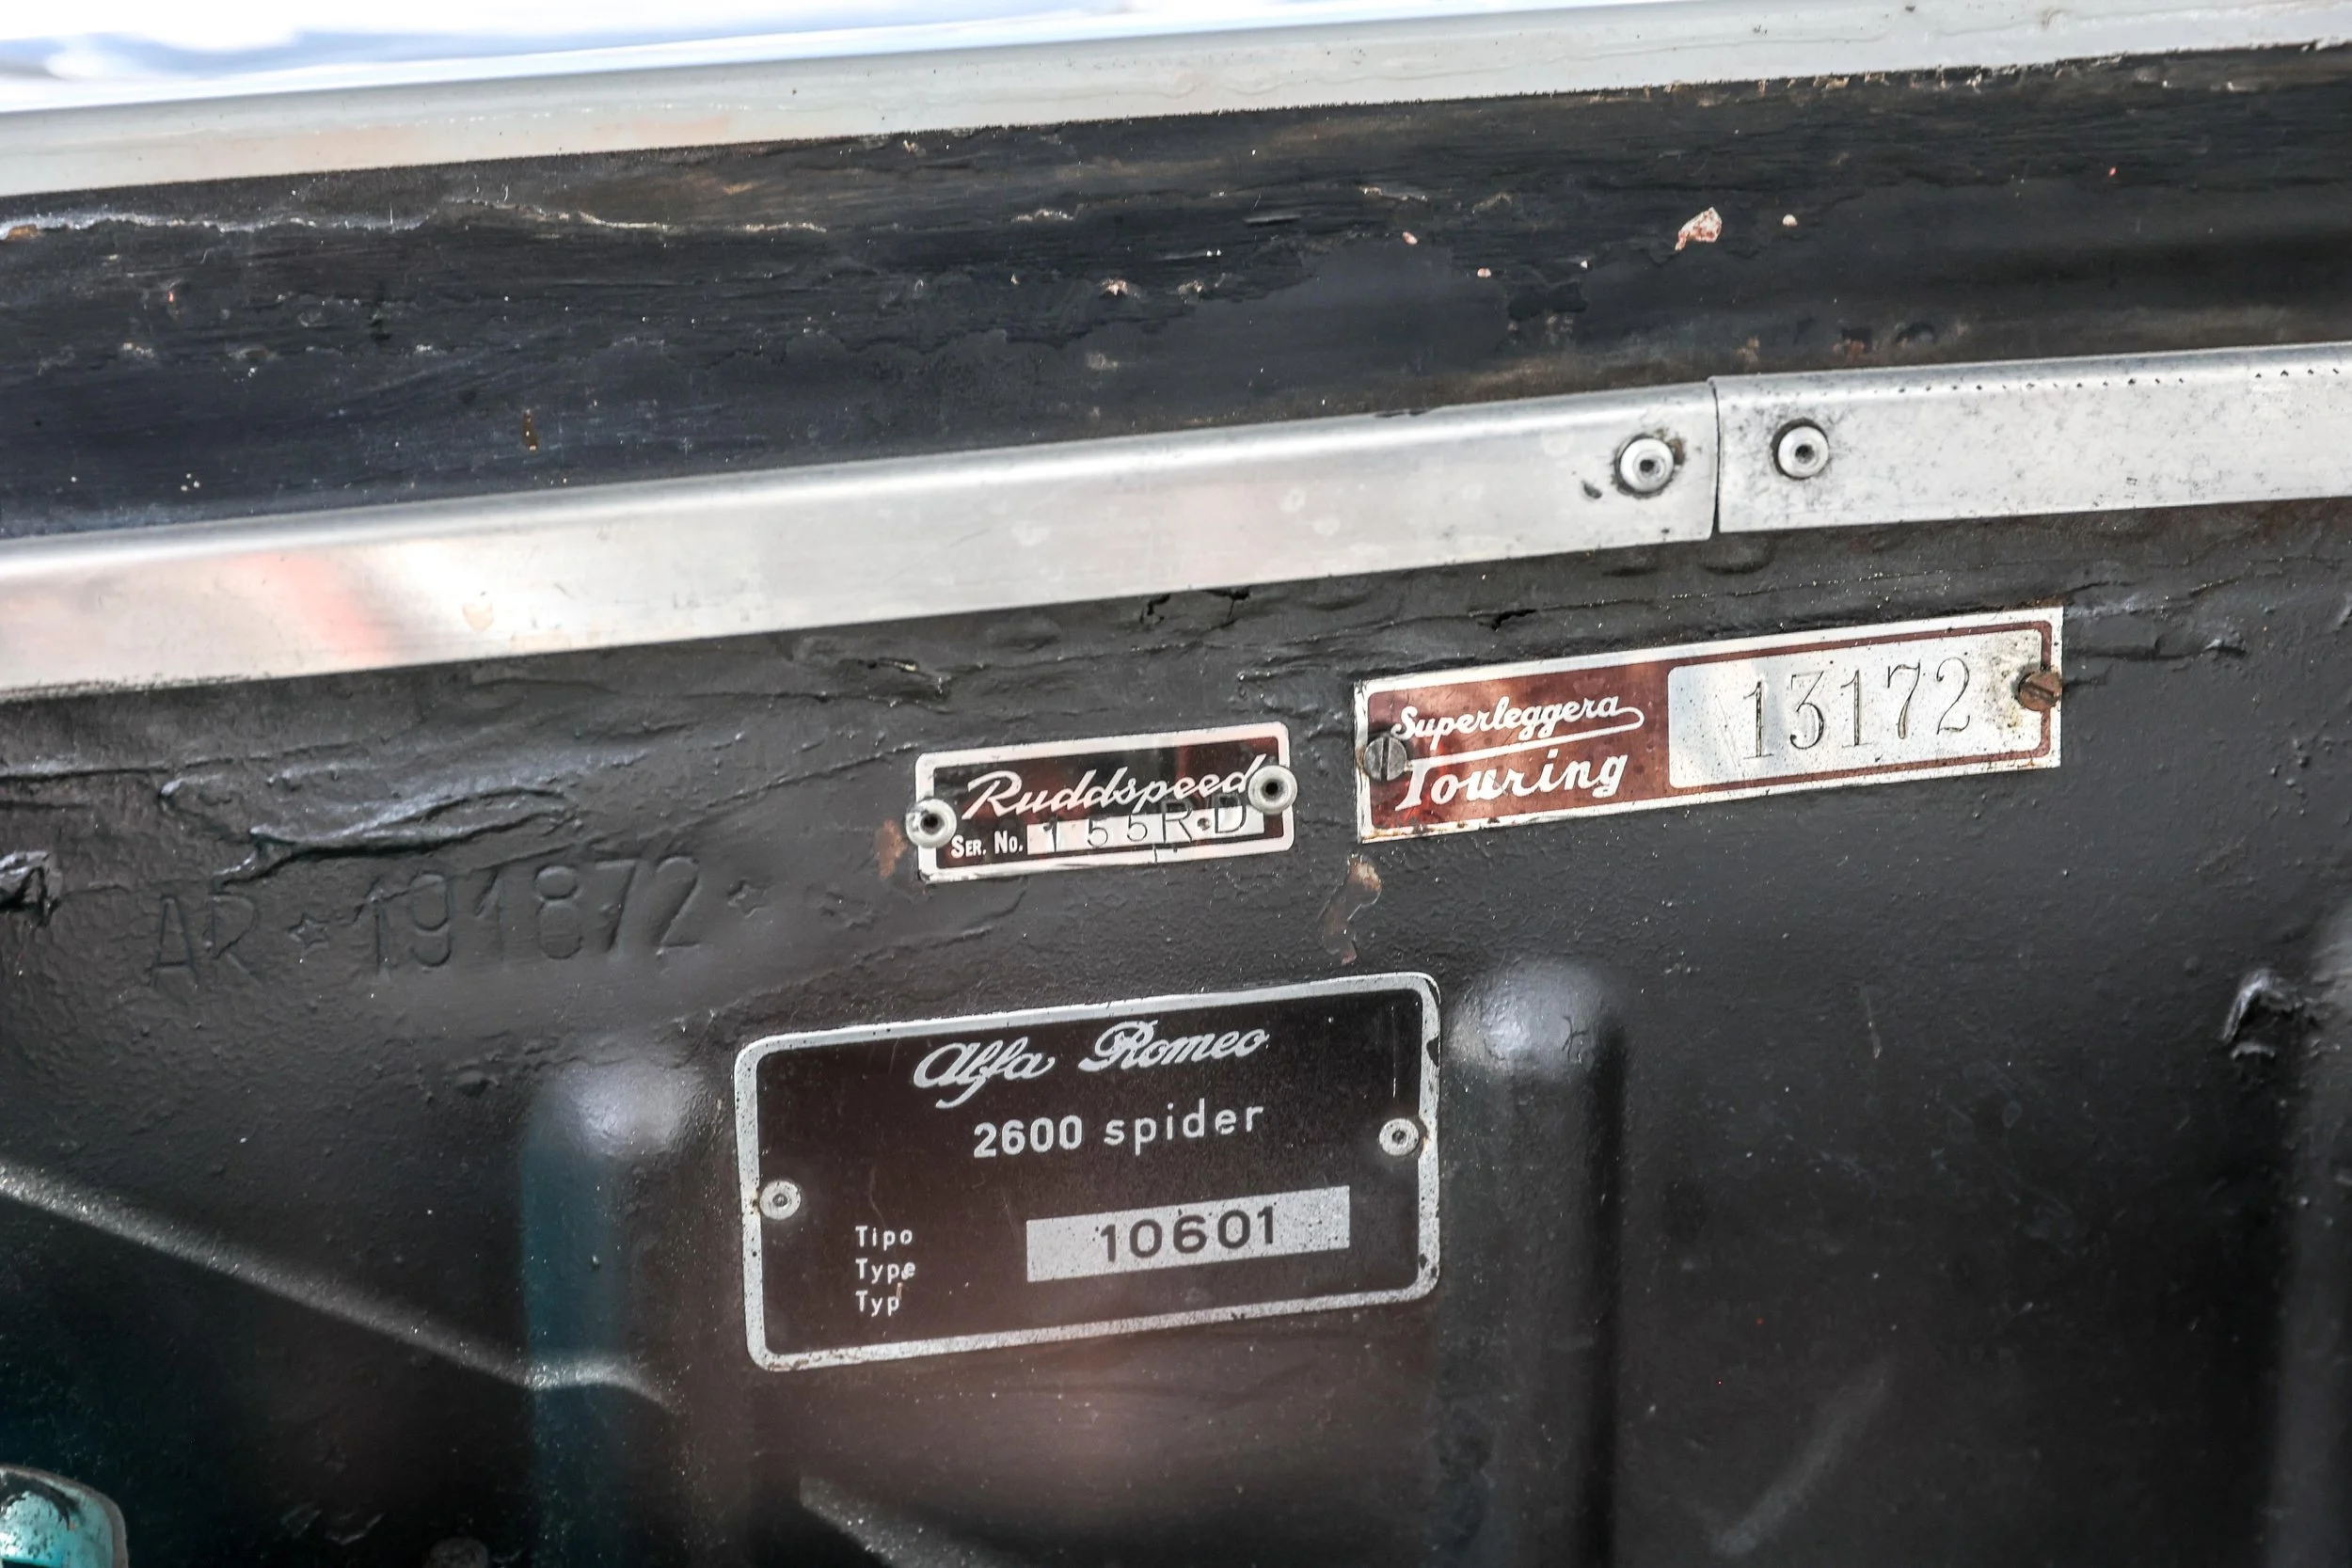 Superleggera
Touring
13172
Ruddspeed
SER. NO. 155RD
AR ★ 191872 ★
Alfa Romeo
2600 spider
Tipo
Type
Typ
10601